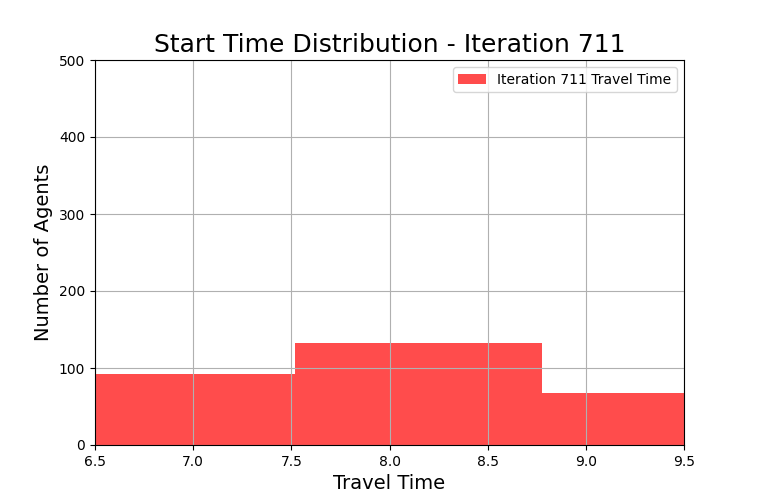 Start Time Distribution - Iteration 711
Iteration 711 Travel Time
Number of Agents
500
400
300
200
100
0
6.5 7.0 7.5 8.0 8.5 9.0 9.5
Travel Time